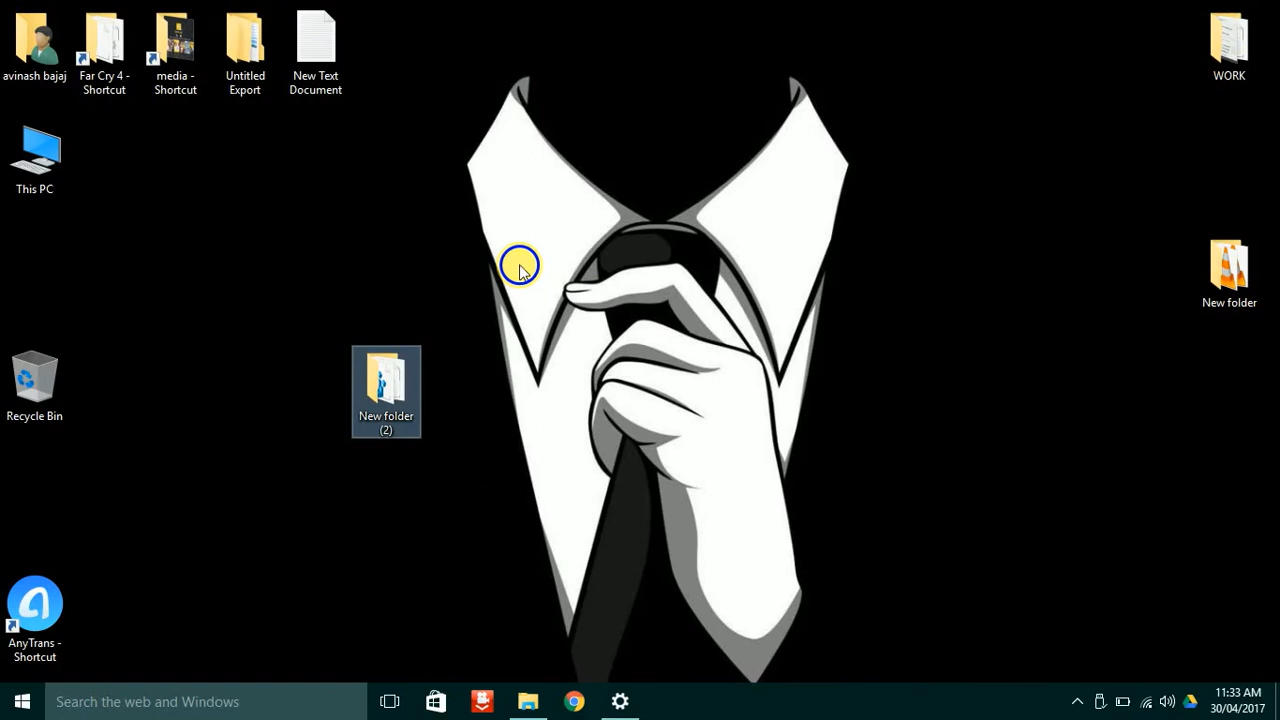 avinash bajaj
Far Cry 4 -
Shortcut
media -
Shortcut
Untitled
Export
New Text
Document
WORK
This PC
New folder
Recycle Bin
New folder
(2)
AnyTrans -
Shortcut
Search the web and Windows
11:33 AM
30/04/2017